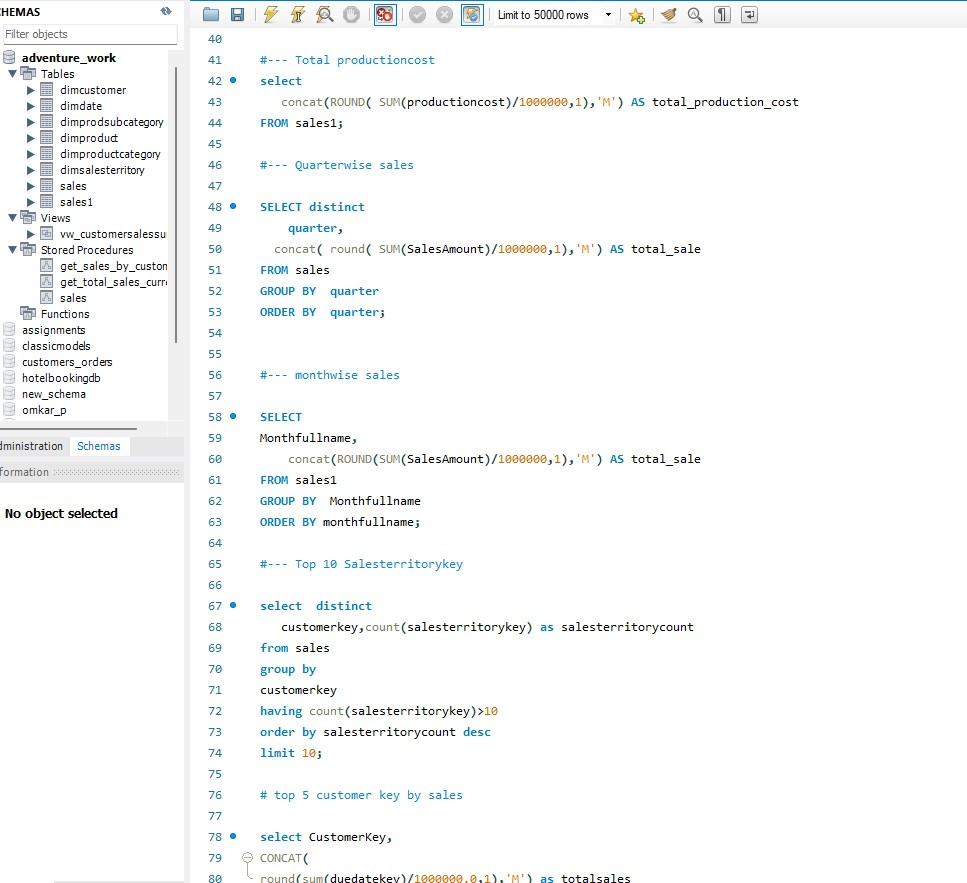 CHEMAS
Filter objects
adventure_work
Tables
dimcustomer
dimdate
dimprodsubcategory
dimproduct
dimproductcategory
dimsalesterritory
sales
sales1
Views
vw_customersalessu
Stored Procedures
get_sales_by_custon
get_total_sales_curr
sales
Functions
assignments
classicmodels
customers_orders
hotelbookingdb
new_schema
omkar_p
dministration Schemas
formation
No object selected
Limit to 50000 rows
40
41 #--- Total productioncost
42 select
43 concat(ROUND( SUM(productioncost)/1000000,1),'M') AS total_production_cost
44 FROM sales1;
45
46 #--- Quarterwise sales
47
48 SELECT distinct
49 quarter,
50 concat( round( SUM(SalesAmount)/1000000,1),'M') AS total_sale
51 FROM sales
52 GROUP BY  quarter
53 ORDER BY  quarter;
54
55
56 #--- monthwise sales
57
58 SELECT
59 Monthfullname,
60 concat(ROUND(SUM(SalesAmount)/1000000,1),'M') AS total_sale
61 FROM sales1
62 GROUP BY  Monthfullname
63 ORDER BY monthfullname;
64
65 #--- Top 10 Salesterritorykey
66
67 select  distinct
68 customerkey,count(salesterritorykey) as salesterritorycount
69 from sales
70 group by
71 customerkey
72 having count(salesterritorykey)>10
73 order by salesterritorycount desc
74 limit 10;
75
76 # top 5 customer key by sales
77
78 select CustomerKey,
79 CONCAT(
80 round(sum(duedatekey)/1000000.0,1),'M') as totalsales